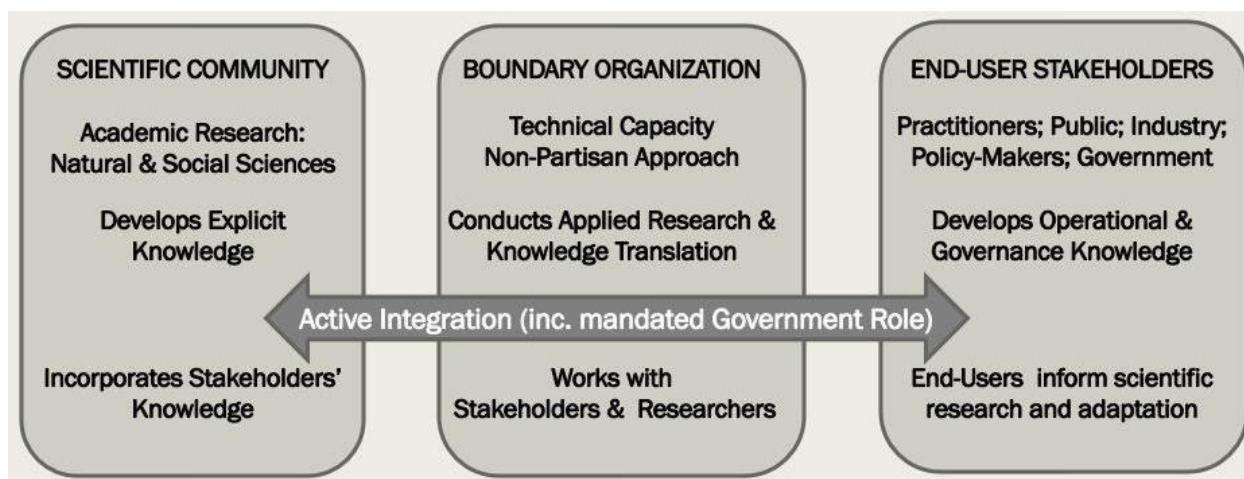 SCIENTIFIC COMMUNITY
Academic Research:
Natural & Social Sciences
Develops Explicit
Knowledge
Incorporates Stakeholders'
Knowledge
BOUNDARY ORGANIZATION
Technical Capacity
Non-Partisan Approach
Conducts Applied Research &
Knowledge Translation
Works with
Stakeholders & Researchers
END-USER STAKEHOLDERS
Practitioners; Public; Industry;
Policy-Makers; Government
Develops Operational &
Governance Knowledge
End-Users inform scientific
research and adaptation
Active Integration (inc. mandated Government Role)